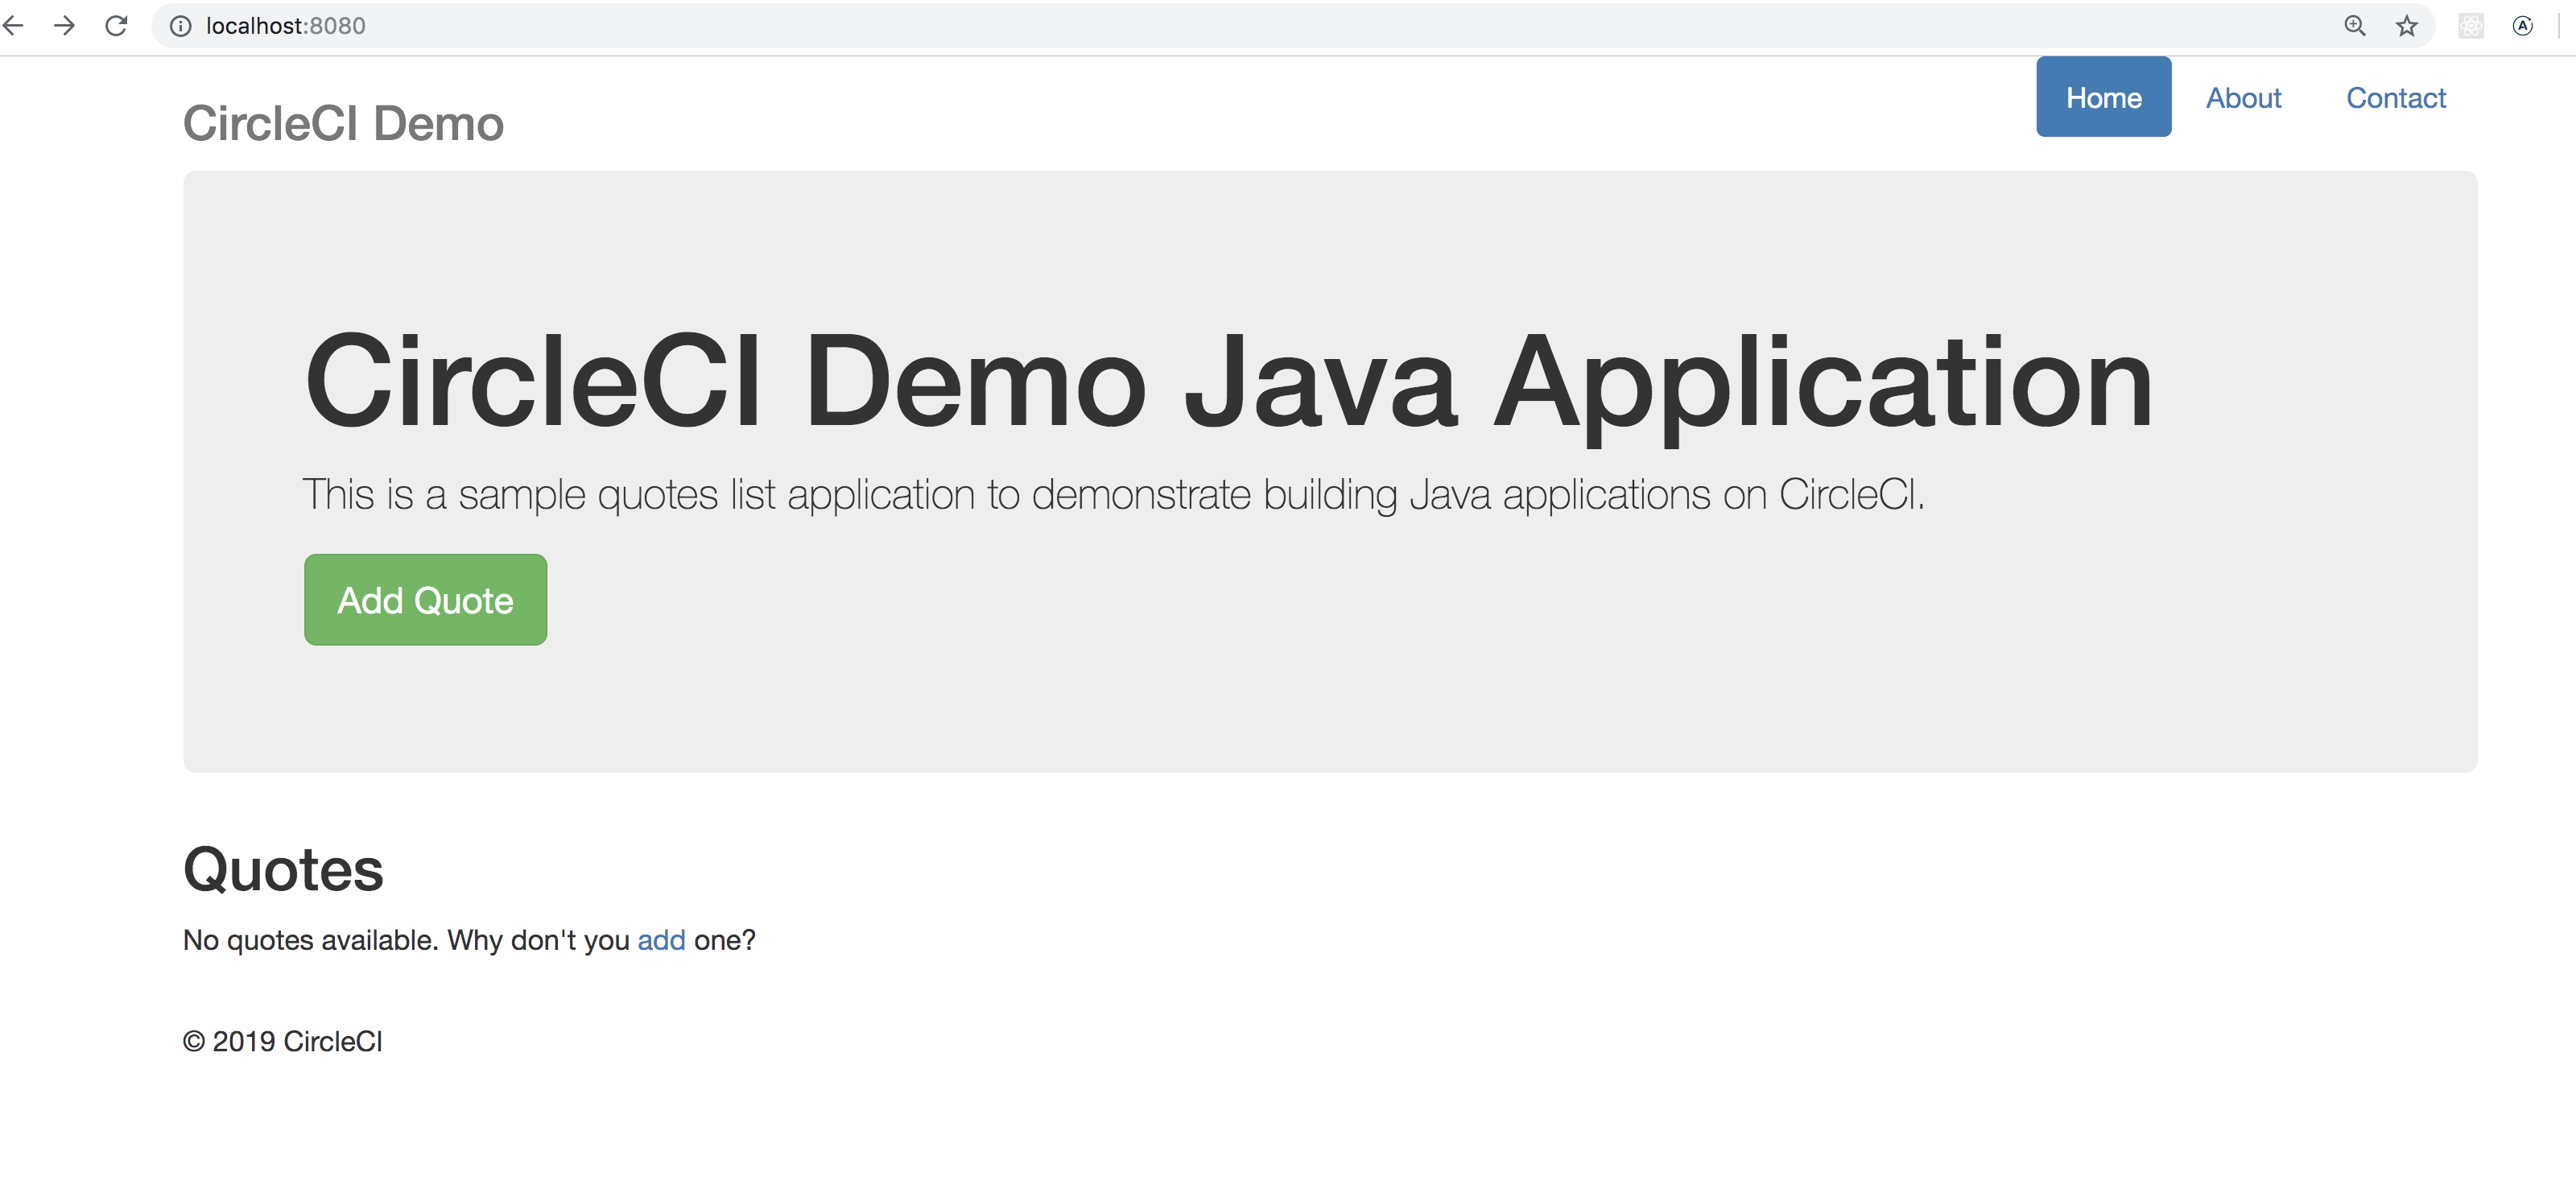 localhost:8080
CircleCI Demo
Home About Contact
CircleCI Demo Java Application
This is a sample quotes list application to demonstrate building Java applications on CircleCI.
Add Quote
Quotes
No quotes available. Why don't you add one?
© 2019 CircleCI